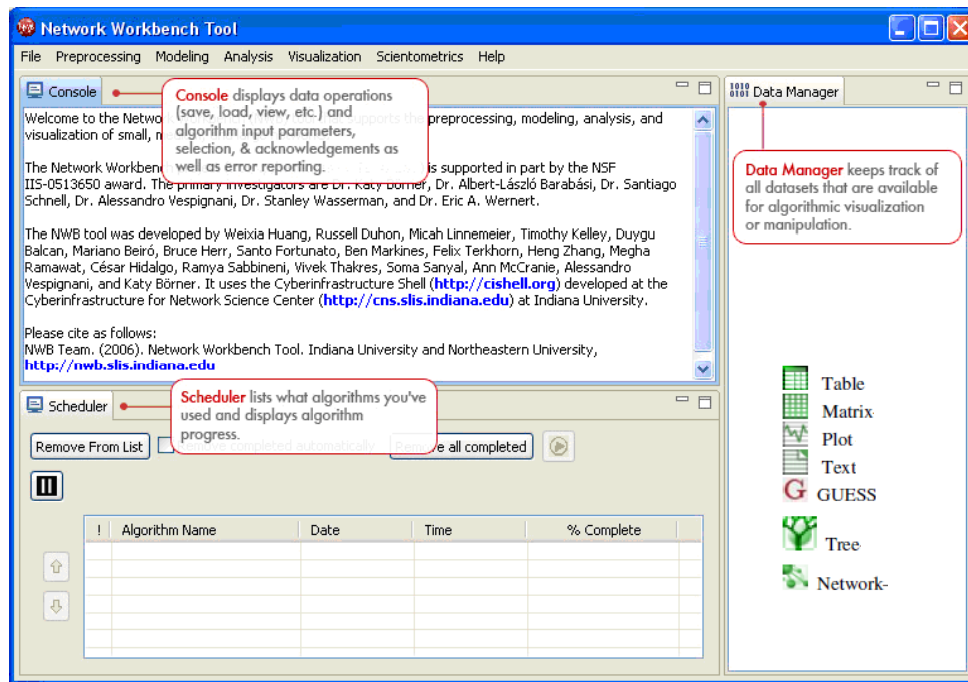 Network Workbench Tool
File Preprocessing Modeling Analysis Visualization Scientometrics Help
Console
Console displays data operations
(save, load, view, etc.) and
algorithm input parameters,
selection, & acknowledgements as
well as error reporting.
Welcome to the Netwo the preprocessing, modeling, analysis, and
visualization of small, m
The Network Workben is supported in part by the NSF
IIS-0513650 award. The primary investigators are Dr. Katy Börner, Dr. Albert-László Barabási, Dr. Santiago
Schnell, Dr. Alessandro Vespignani, Dr. Stanley Wasserman, and Dr. Eric A. Wernert.
The NWB tool was developed by Weixia Huang, Russell Duhon, Micah Linnemeier, Timothy Kelley, Duygu
Balcan, Mariano Beiró, Bruce Herr, Santo Fortunato, Ben Markines, Felix Terkhorn, Heng Zhang, Megha
Ramawat, César Hidalgo, Ramya Sabbineni, Vivek Thakres, Soma Sanyal, Ann McCranie, Alessandro
Vespignani, and Katy Börner. It uses the Cyberinfrastructure Shell (http://cishell.org) developed at the
Cyberinfrastructure for Network Science Center (http://cns.slis.indiana.edu) at Indiana University.
Please cite as follows:
NWB Team. (2006). Network Workbench Tool. Indiana University and Northeastern University,
http://nwb.slis.indiana.edu
Scheduler
Scheduler lists what algorithms you've
used and displays algorithm
progress.
Remove From List
Remove completed automatically
Remove all completed
! Algorithm Name Date Time % Complete
1010
0101 Data Manager
Data Manager keeps track of
all datasets that are available
for algorithmic visualization
or manipulation.
Table
Matrix
Plot
Text
G GUESS
Tree
Network-